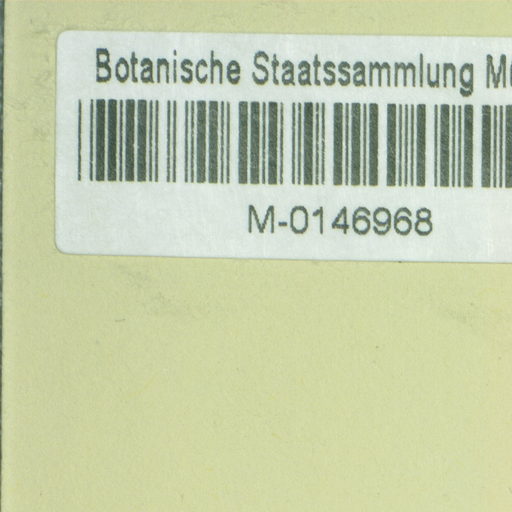 Botanische Staatssammlung
M-0146968